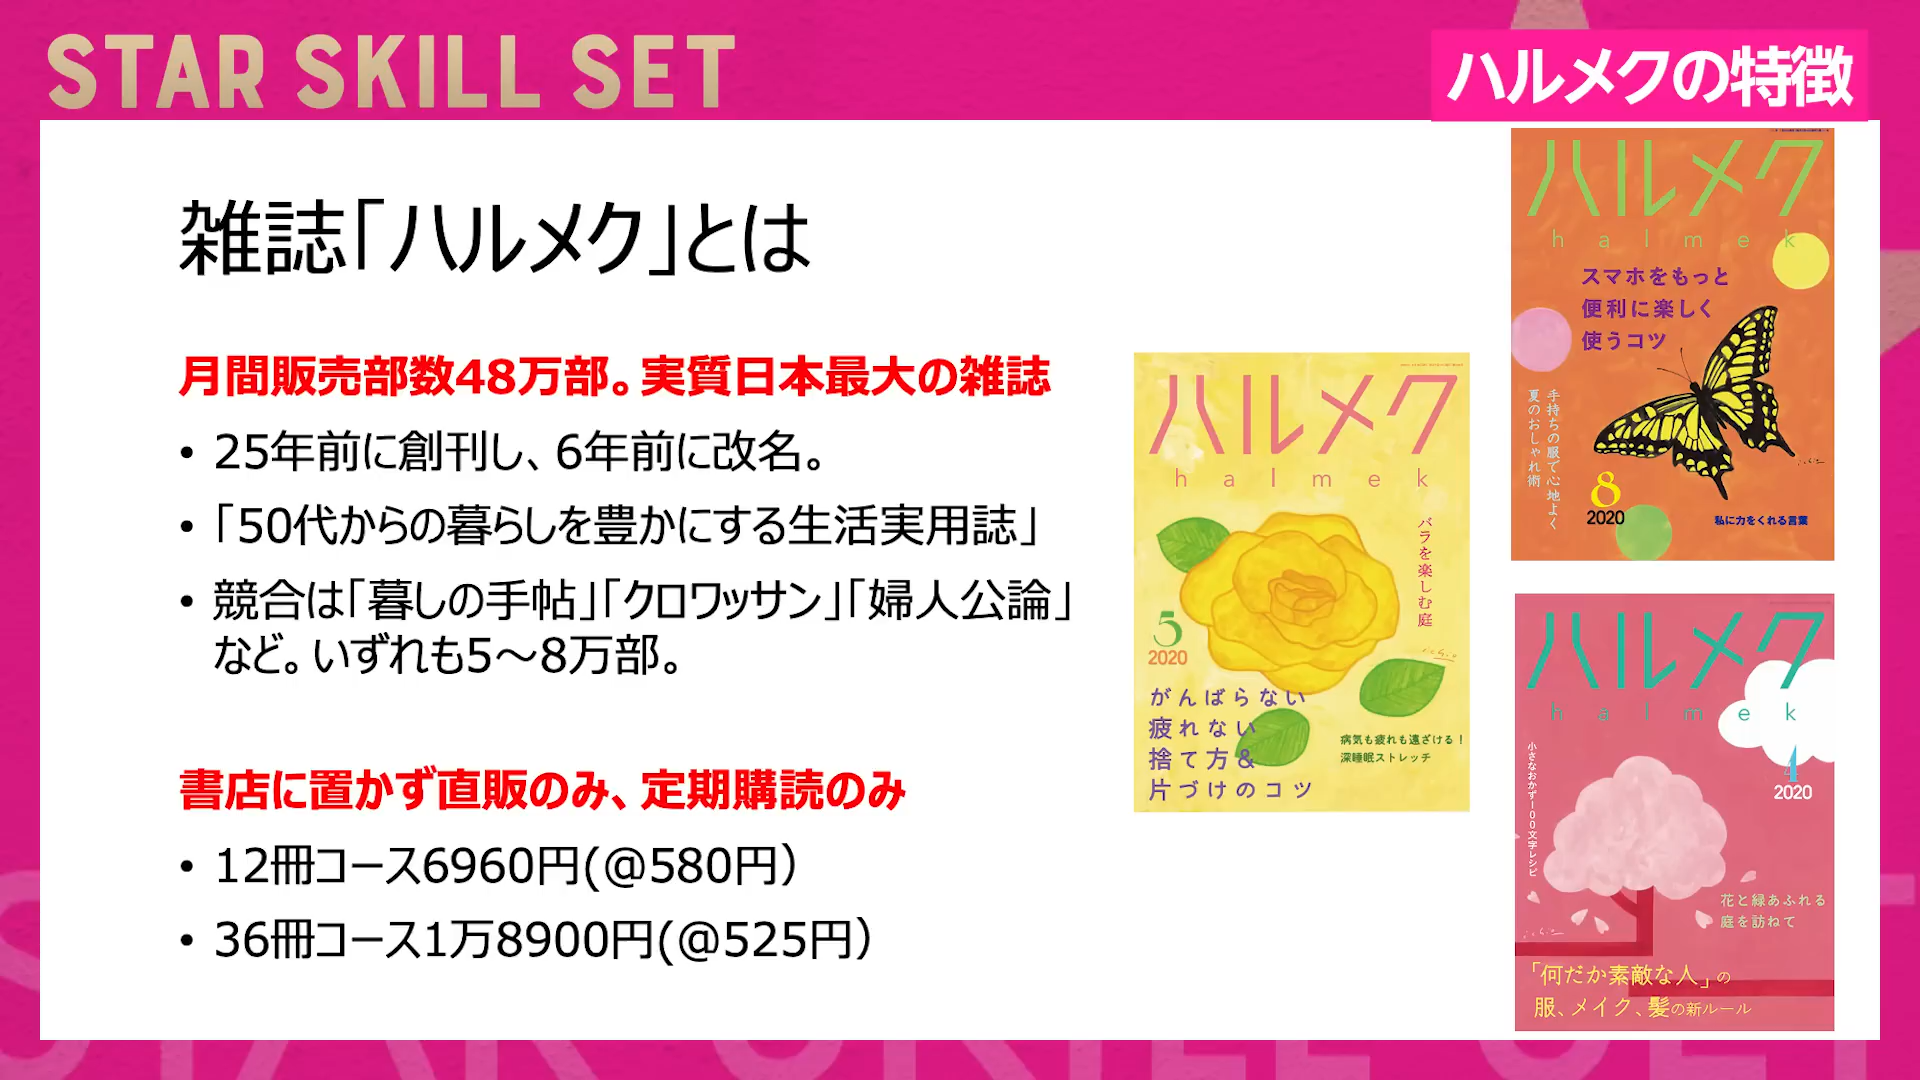 STAR SKILL SET
ハルメクの特徴
雑誌「ハルメク」とは
月間販売部数48万部。実質日本最大の雑誌
• 25年前に創刊し、6年前に改名。
• 「50代からの暮らしを豊かにする生活実用誌」
• 競合は「暮しの手帖」「クロワッサン」「婦人公論」
など。いずれも5～8万部。
書店に置かず直販のみ、定期購読のみ
• 12冊コース6960円(@580円）
• 36冊コース1万8900円(@525円）
ハルメク
halmek
バラを楽しむ庭
5
2020
がんばらない
疲れない
捨て方&
片づけのコツ
病気も疲れも遠ざける！
深睡眠ストレッチ
ハルメク
halmek
スマホをもっと
便利に楽しく
使うコツ
手持ちの服で心地よく
夏のおしゃれ術
8
2020
私に力をくれる言葉
ハルメク
halmek
小さなおかず100文字レシピ
4
2020
花と緑あふれる
庭を訪ねて
「何だか素敵な人」の
服、メイク、髪の新ルール